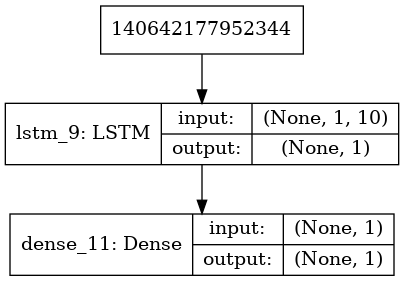 140642177952344
lstm_9: LSTM
input: (None, 1, 10)
output: (None, 1)
dense_11: Dense
input: (None, 1)
output: (None, 1)